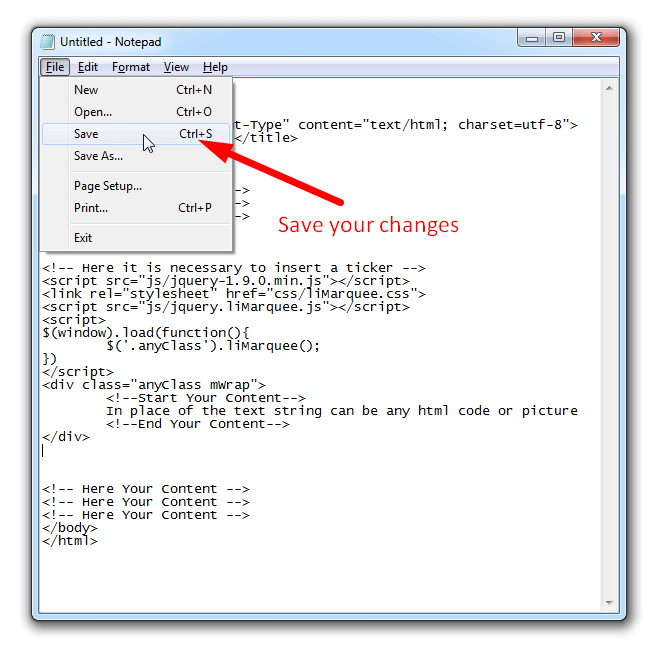 Untitled - Notepad
File Edit Format View Help
New Ctrl+N
Open... Ctrl+O
Save Ctrl+S
Save As...
Page Setup...
Print... Ctrl+P
Exit
t-Type" content="text/html; charset=utf-8">
</title>
-->
-->
-->
Save your changes
<!-- Here it is necessary to insert a ticker -->
<script src="js/jquery-1.9.0.min.js"></script>
<link rel="stylesheet" href="css/liMarquee.css">
<script src="js/jquery.liMarquee.js"></script>
<script>
$(window).load(function(){
$('.anyClass').liMarquee();
})
</script>
<div class="anyClass mWrap">
<!--Start Your Content-->
In place of the text string can be any html code or picture
<!--End Your Content-->
</div>
<!-- Here Your Content -->
<!-- Here Your Content -->
<!-- Here Your Content -->
</body>
</html>